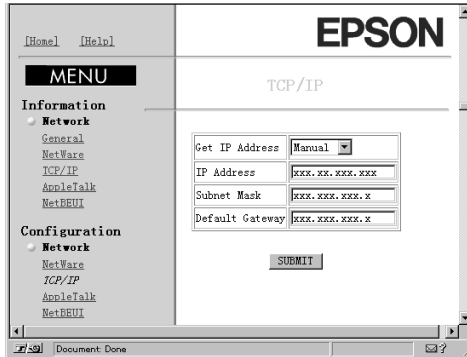 [Home] [Help]
EPSON
MENU
TCP/IP
Information
Network
General
NetWare
TCP/IP
AppleTalk
NetBEUI
Configuration
Network
NetWare
TCP/IP
AppleTalk
NetBEUI
Get IP Address Manual
IP Address xxx.xx.xxx.xxx
Subnet Mask xxx.xxx.xxx.x
Default Gateway xxx.xxx.xxx.x
SUBMIT
Document: Done